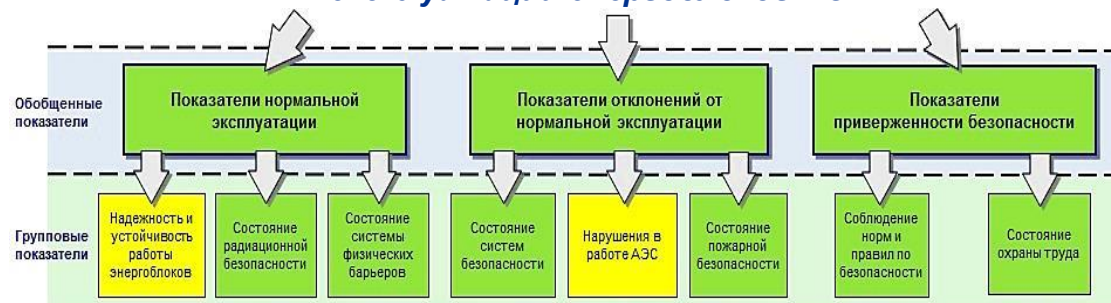 Обобщенные
показатели
Показатели нормальной
эксплуатации
Показатели отклонений от
нормальной эксплуатации
Показатели
приверженности безопасности
Групповые
показатели
Надежность и
устойчивость
работы
энергоблоков
Состояние
радиационной
безопасности
Состояние
системы
физических
барьеров
Состояние
систем
безопасности
Нарушения в
работе АЭС
Состояние
пожарной
безопасности
Соблюдение
норм и
правил по
безопасности
Состояние
охраны труда